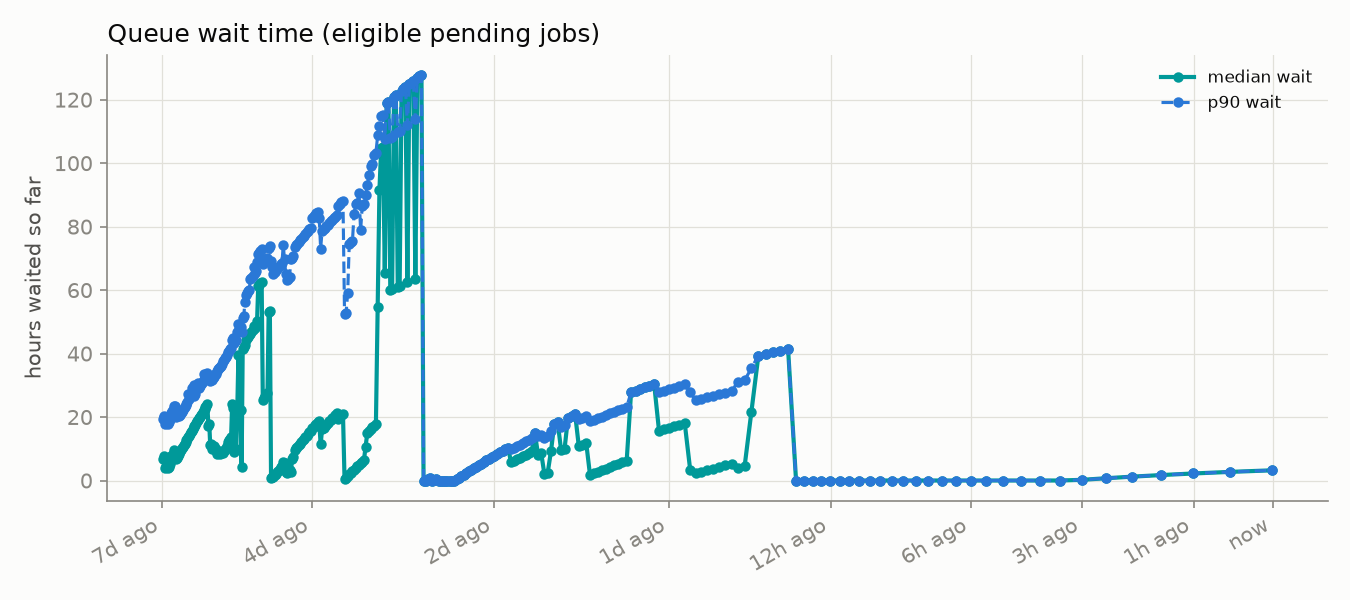 Queue wait time (eligible pending jobs)
median wait
p90 wait
hours waited so far
120
100
80
60
40
20
0
7d ago
4d ago
2d ago
1d ago
12h ago
6h ago
3h ago
1h ago
now